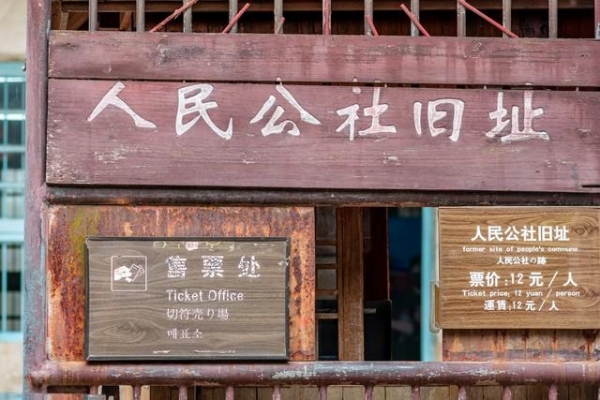 人民公社旧址
售票处
Ticket Office
切符売り場
매표소
人民公社旧址
former site of people's commune
人民公社の跡
票价:12 元 / 人
Ticket price: 12 yuan / person
運賃:12 元 / 人